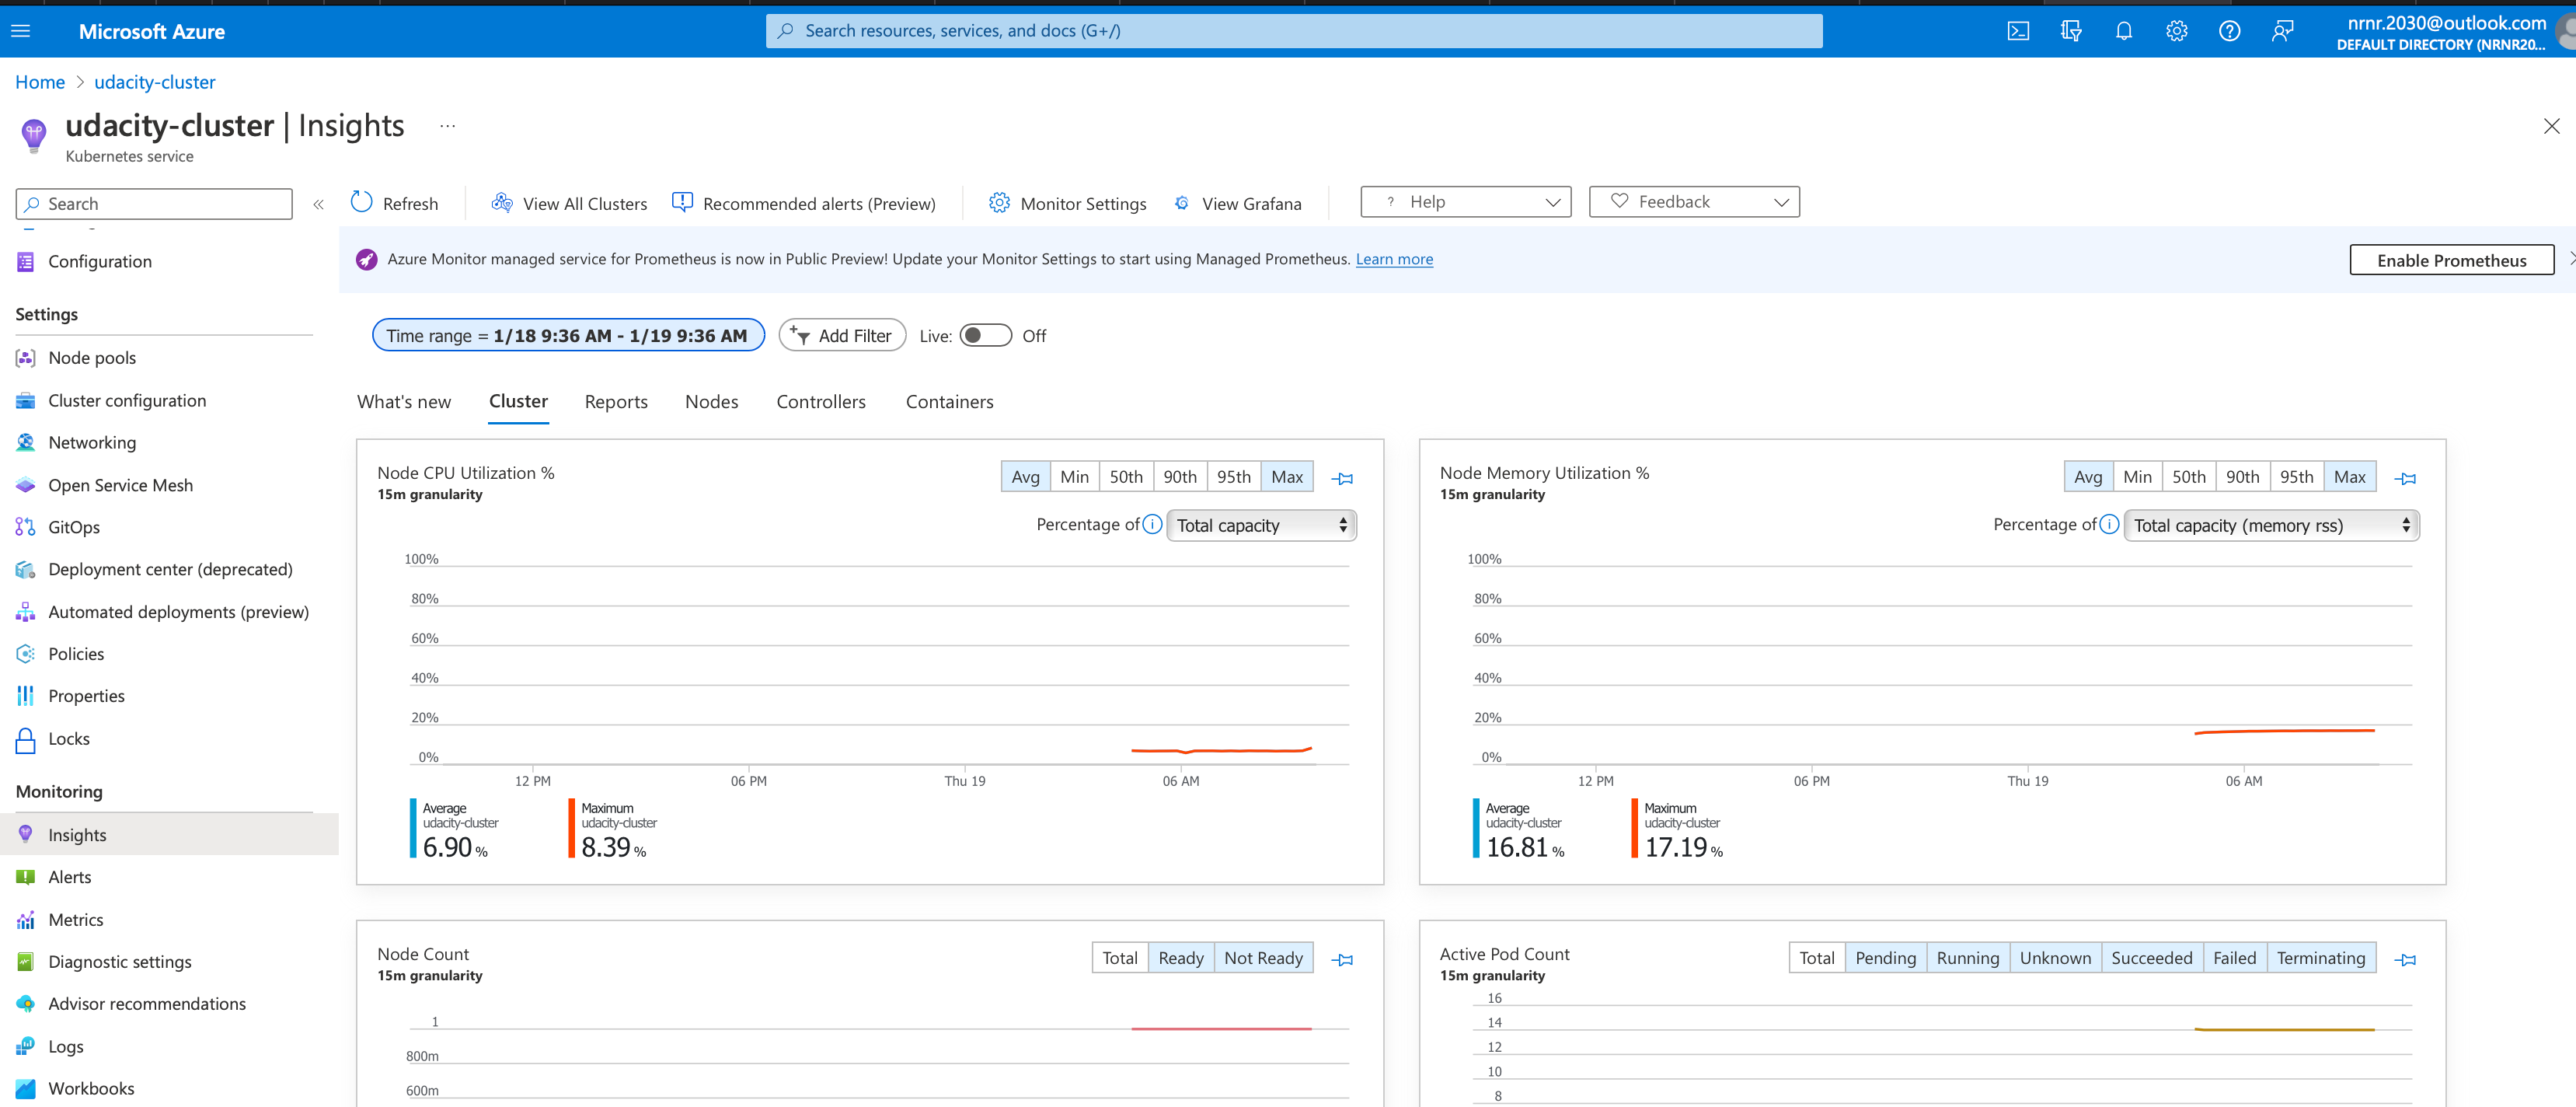 Microsoft Azure
Search resources, services, and docs (G+/)
nrnr.2030@outlook.com
DEFAULT DIRECTORY (NRNR20...
Home > udacity-cluster
udacity-cluster | Insights ...
Kubernetes service
Search
«
Refresh
View All Clusters
Recommended alerts (Preview)
Monitor Settings
View Grafana
? Help
Feedback
Configuration
Settings
Node pools
Cluster configuration
Networking
Open Service Mesh
GitOps
Deployment center (deprecated)
Automated deployments (preview)
Policies
Properties
Locks
Monitoring
Insights
Alerts
Metrics
Diagnostic settings
Advisor recommendations
Logs
Workbooks
Azure Monitor managed service for Prometheus is now in Public Preview! Update your Monitor Settings to start using Managed Prometheus. Learn more
Enable Prometheus
Time range = 1/18 9:36 AM - 1/19 9:36 AM
Add Filter
Live: Off
What's new Cluster Reports Nodes Controllers Containers
Node CPU Utilization %
15m granularity
Avg Min 50th 90th 95th Max
Percentage of Total capacity
100%
80%
60%
40%
20%
0%
12 PM 06 PM Thu 19 06 AM
Average
udacity-cluster
6.90 %
Maximum
udacity-cluster
8.39 %
Node Memory Utilization %
15m granularity
Avg Min 50th 90th 95th Max
Percentage of Total capacity (memory rss)
100%
80%
60%
40%
20%
0%
12 PM 06 PM Thu 19 06 AM
Average
udacity-cluster
16.81 %
Maximum
udacity-cluster
17.19 %
Node Count
15m granularity
Total Ready Not Ready
1
800m
600m
Active Pod Count
15m granularity
Total Pending Running Unknown Succeeded Failed Terminating
16
14
12
10
8